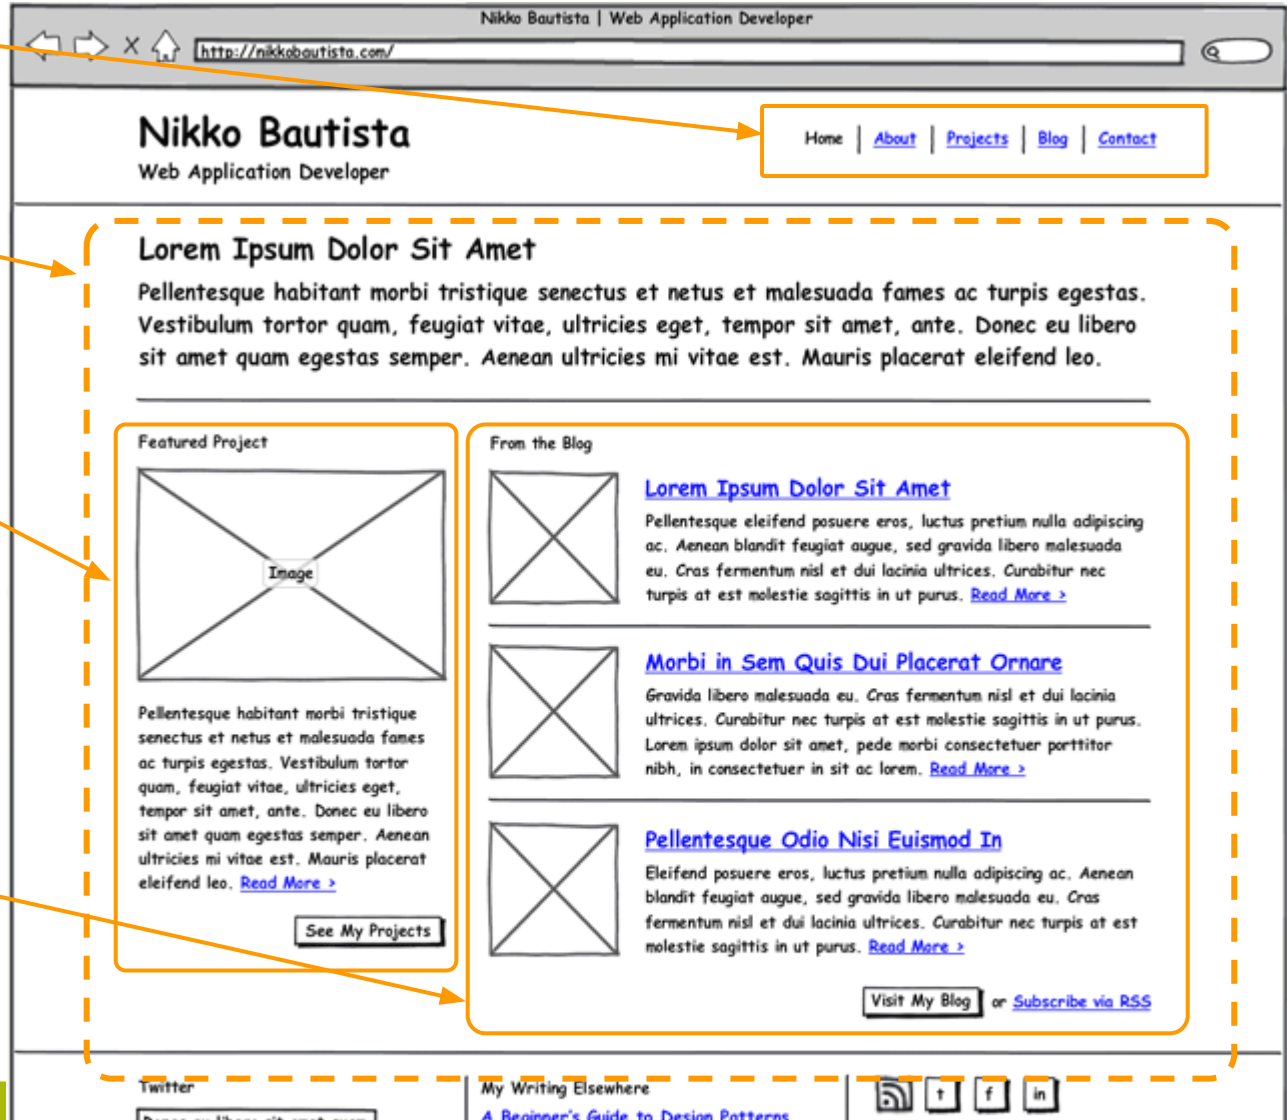 Nikko Bautista | Web Application Developer
http://nikkobautista.com/
Nikko Bautista
Web Application Developer
Home | About | Projects | Blog | Contact
Lorem Ipsum Dolor Sit Amet
Pellentesque habitant morbi tristique senectus et netus et malesuada fames ac turpis egestas.
Vestibulum tortor quam, feugiat vitae, ultricies eget, tempor sit amet, ante. Donec eu libero
sit amet quam egestas semper. Aenean ultricies mi vitae est. Mauris placerat eleifend leo.
Featured Project
Image
Pellentesque habitant morbi tristique
senectus et netus et malesuada fames
ac turpis egestas. Vestibulum tortor
quam, feugiat vitae, ultricies eget,
tempor sit amet, ante. Donec eu libero
sit amet quam egestas semper. Aenean
ultricies mi vitae est. Mauris placerat
eleifend leo. Read More >
See My Projects
From the Blog
Lorem Ipsum Dolor Sit Amet
Pellentesque eleifend posuere eros, luctus pretium nulla adipiscing
ac. Aenean blandit feugiat augue, sed gravida libero malesuada
eu. Cras fermentum nisl et dui lacinia ultrices. Curabitur nec
turpis at est molestie sagittis in ut purus. Read More >
Morbi in Sem Quis Dui Placerat Ornare
Gravida libero malesuada eu. Cras fermentum nisl et dui lacinia
ultrices. Curabitur nec turpis at est molestie sagittis in ut purus.
Lorem ipsum dolor sit amet, pede morbi consectetuer porttitor
nibh, in consectetuer in sit ac lorem. Read More >
Pellentesque Odio Nisi Euismod In
Eleifend posuere eros, luctus pretium nulla adipiscing ac. Aenean
blandit feugiat augue, sed gravida libero malesuada eu. Cras
fermentum nisl et dui lacinia ultrices. Curabitur nec turpis at est
molestie sagittis in ut purus. Read More >
Visit My Blog or Subscribe via RSS
Twitter
Donec eu libero sit amet quam
My Writing Elsewhere
A Beginner's Guide to Design Patterns
t f in